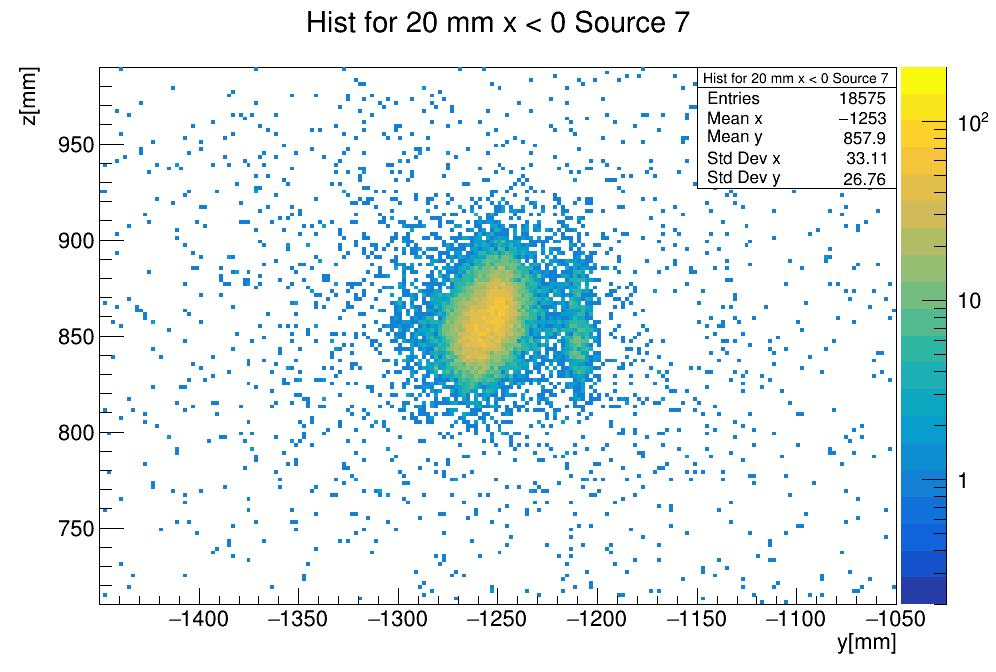 Hist for 20 mm x < 0 Source 7
z[mm]
Hist for 20 mm x < 0 Source 7
Entries 18575
Mean x −1253
Mean y 857.9
Std Dev x 33.11
Std Dev y 26.76
950
900
850
800
750
10²
10
1
−1400 −1350 −1300 −1250 −1200 −1150 −1100 −1050
y[mm]